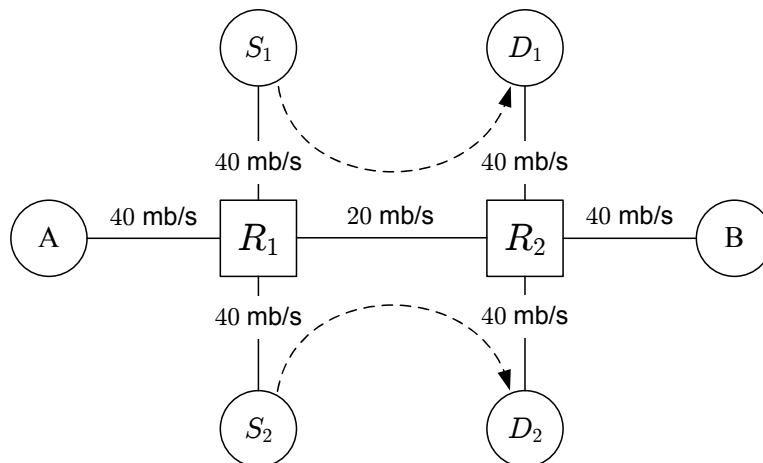 S₁ D₁
40 mb/s 40 mb/s
A 40 mb/s R₁ 20 mb/s R₂ 40 mb/s B
40 mb/s 40 mb/s
S₂ D₂